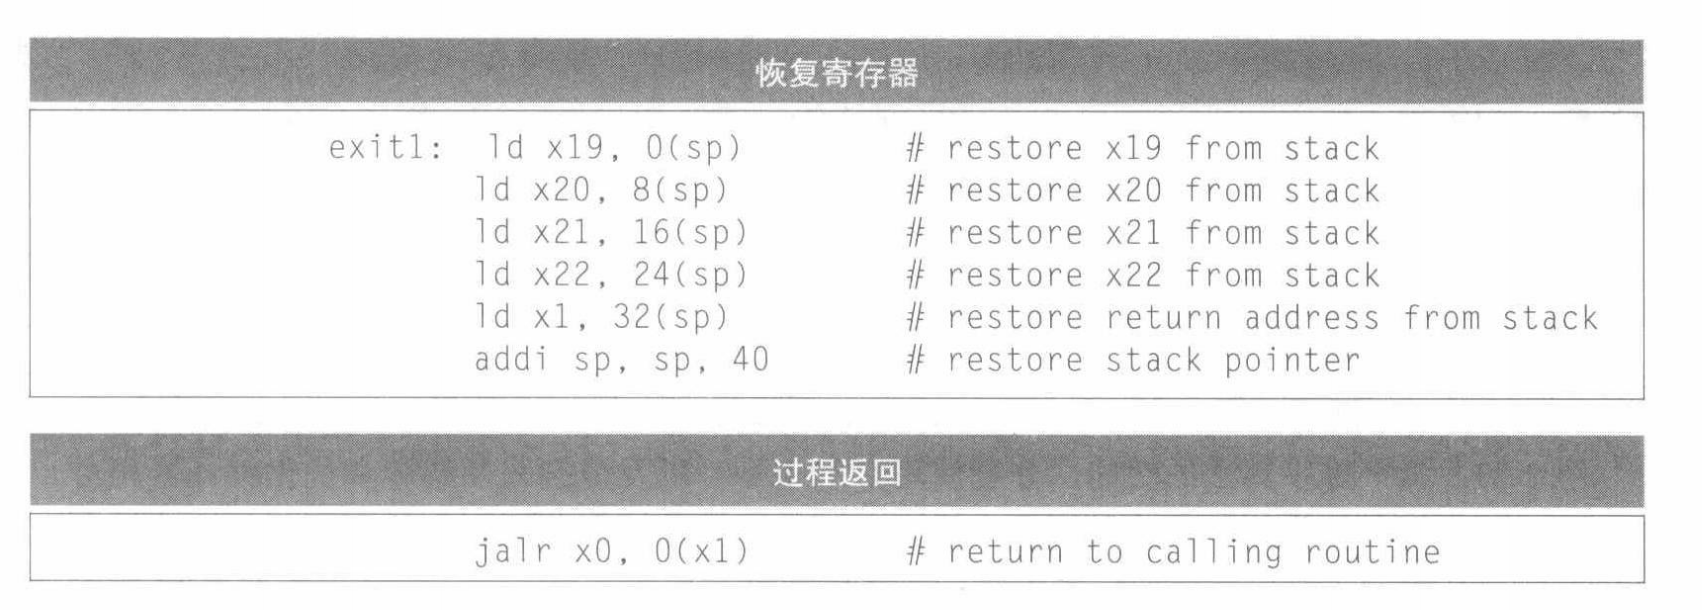 恢复寄存器
exit1: ld x19, 0(sp) # restore x19 from stack
ld x20, 8(sp) # restore x20 from stack
ld x21, 16(sp) # restore x21 from stack
ld x22, 24(sp) # restore x22 from stack
ld x1, 32(sp) # restore return address from stack
addi sp, sp, 40 # restore stack pointer
过程返回
jalr x0, 0(x1) # return to calling routine